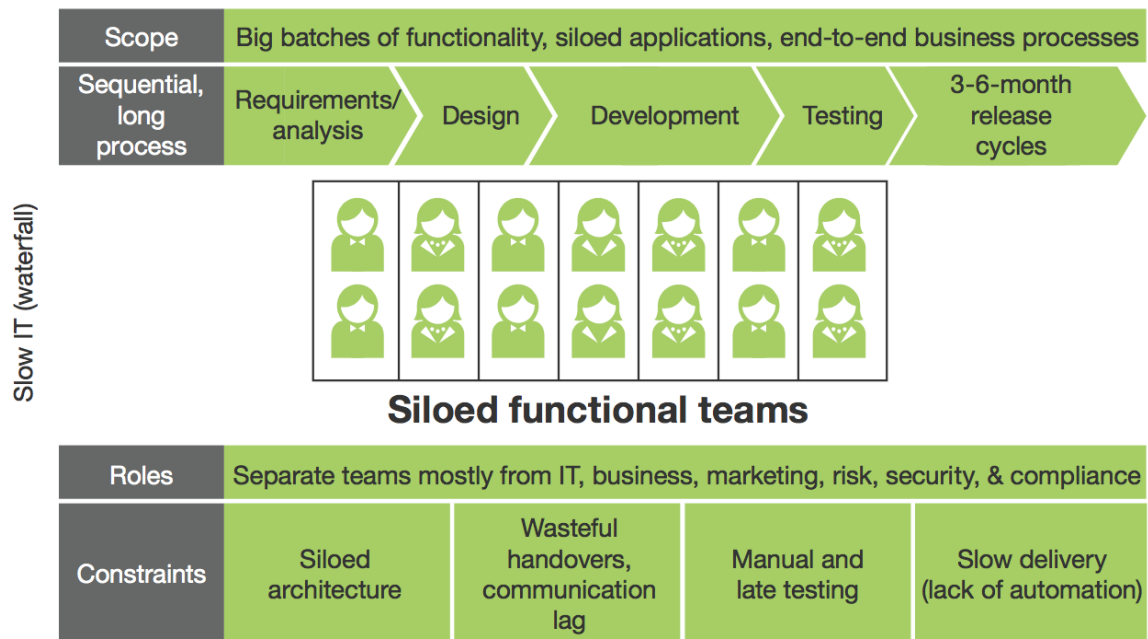 Scope
Big batches of functionality, siloed applications, end-to-end business processes
Sequential,
long
process
Requirements/
analysis
Design
Development
Testing
3-6-month
release
cycles
Slow IT (waterfall)
Siloed functional teams
Roles
Separate teams mostly from IT, business, marketing, risk, security, & compliance
Constraints
Siloed
architecture
Wasteful
handovers,
communication
lag
Manual and
late testing
Slow delivery
(lack of automation)